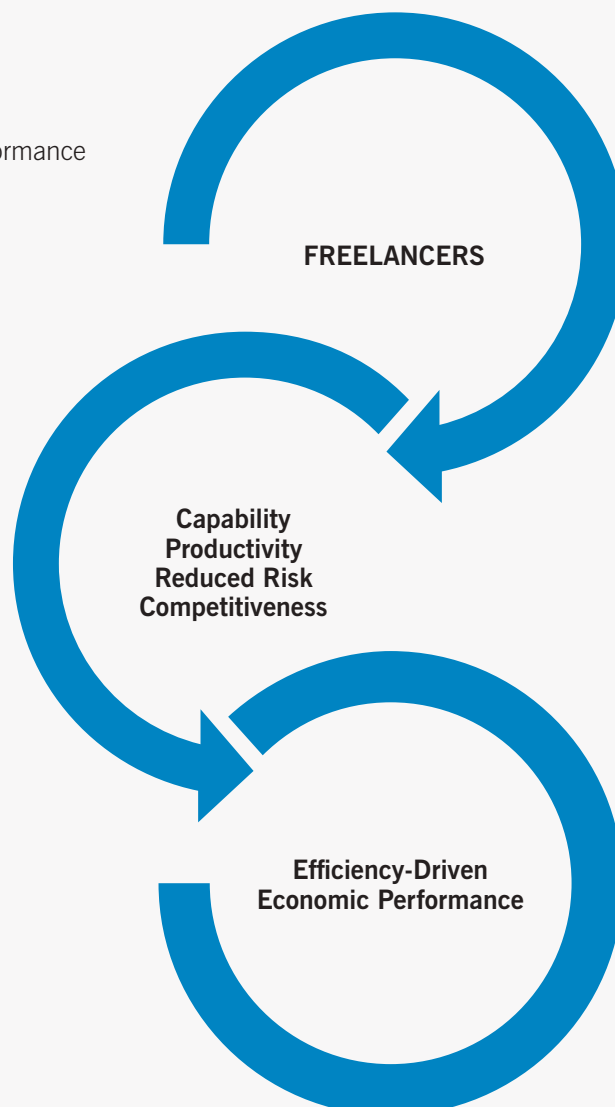 FREELANCERS
Capability
Productivity
Reduced Risk
Competitiveness
Efficiency-Driven
Economic Performance